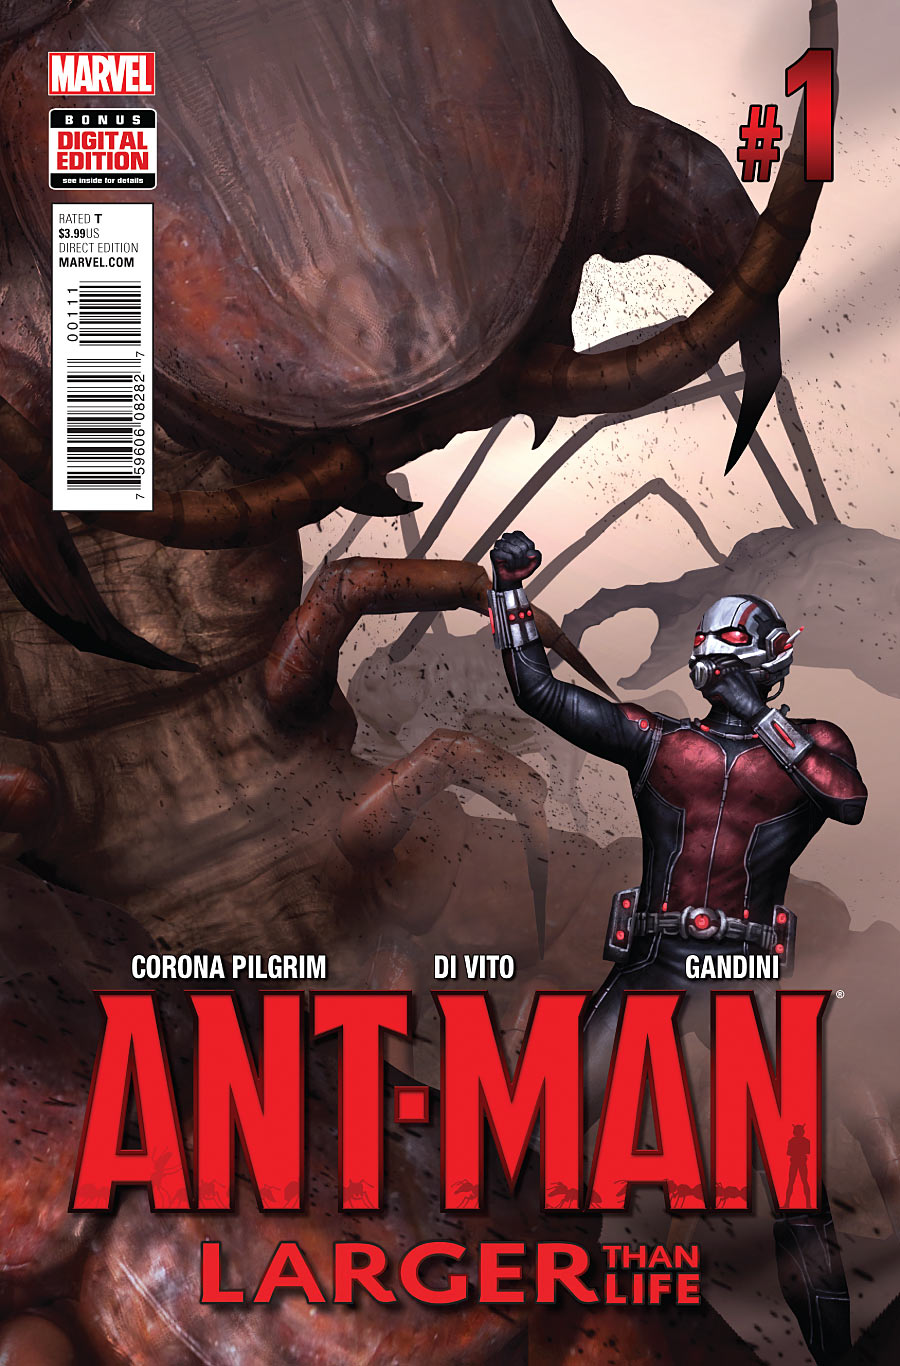 MARVEL
#1
BONUS
DIGITAL
EDITION
see inside for details
RATED T
$3.99US
DIRECT EDITION
MARVEL.COM
00111
7 59606 08282 7
CORONA PILGRIM DI VITO GANDINI
ANT-MAN®
LARGER THAN LIFE